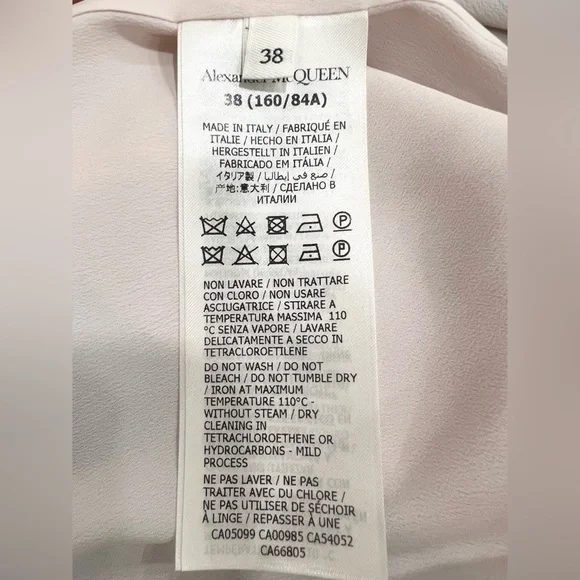 38
Alexander McQUEEN
38 (160/84A)
MADE IN ITALY / FABRIQUÉ EN
ITALIE / HECHO EN ITALIA /
HERGESTELLT IN ITALIEN /
FABRICADO EM ITÁLIA /
イタリア製 / صنع في إيطاليا /
产地:意大利 / СДЕЛАНО В
ИТАЛИИ
NON LAVARE / NON TRATTARE
CON CLORO / NON USARE
ASCIUGATRICE / STIRARE A
TEMPERATURA MASSIMA 110
°C SENZA VAPORE / LAVARE
DELICATAMENTE A SECCO IN
TETRACLOROETILENE
DO NOT WASH / DO NOT
BLEACH / DO NOT TUMBLE DRY
/ IRON AT MAXIMUM
TEMPERATURE 110°C -
WITHOUT STEAM / DRY
CLEANING IN
TETRACHLOROETHENE OR
HYDROCARBONS - MILD
PROCESS
NE PAS LAVER / NE PAS
TRAITER AVEC DU CHLORE /
NE PAS UTILISER DE SÉCHOIR
À LINGE / REPASSER À UNE
CA05099 CA00985 CA54052
CA66805